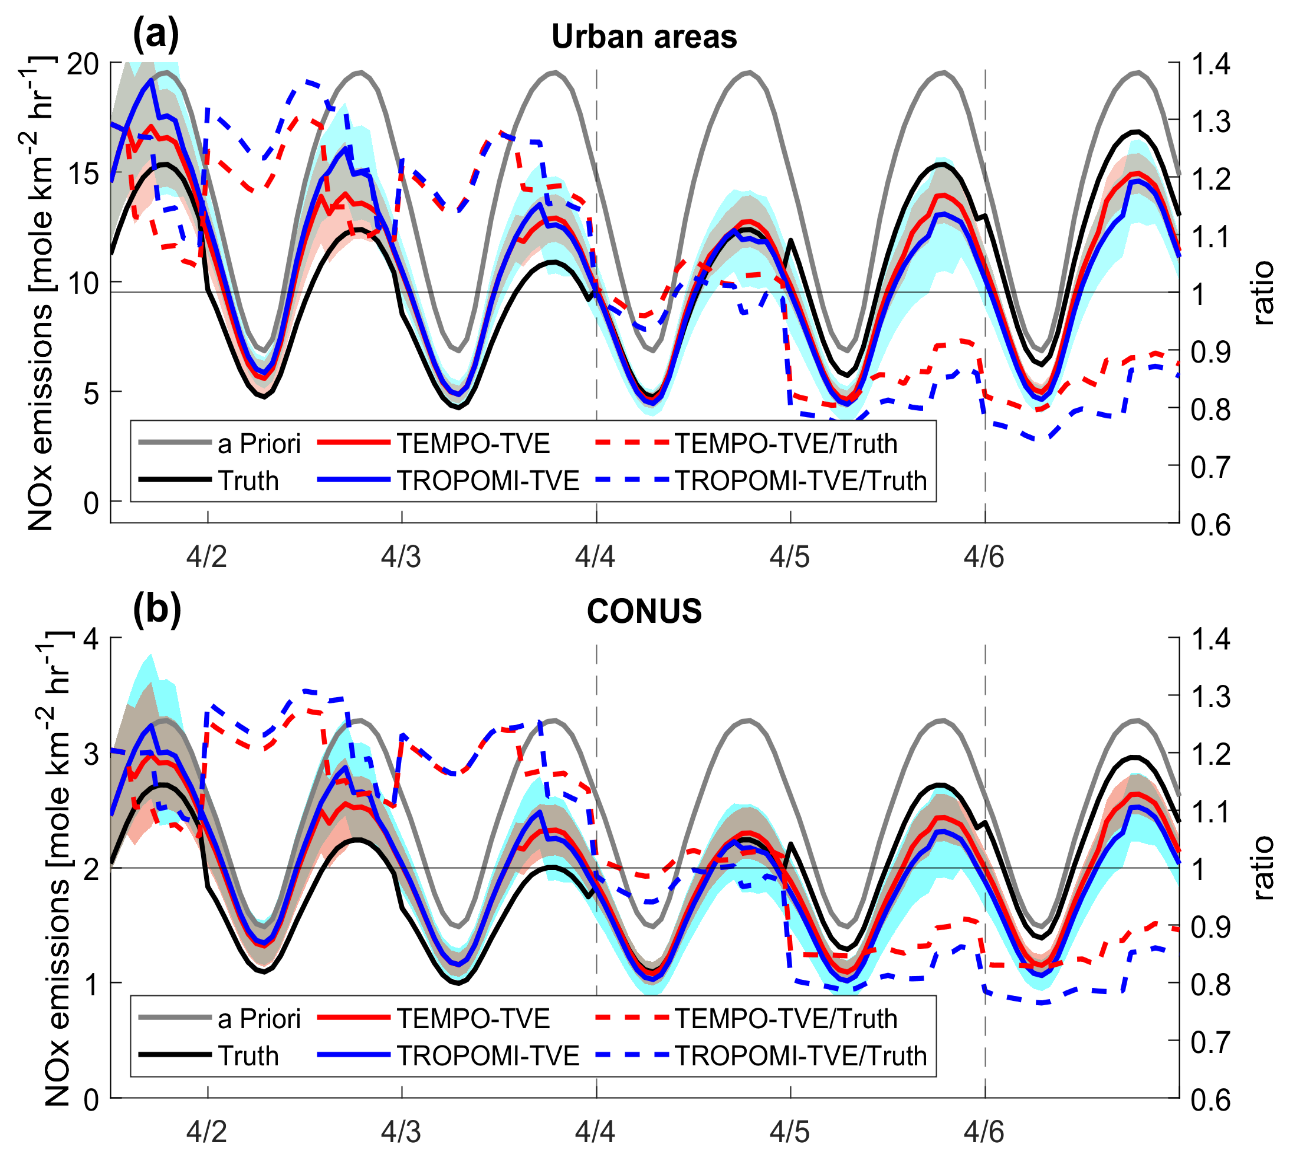 (a)
Urban areas
NOx emissions [mole km-2 hr-1]
20
15
10
5
0
1.4
1.3
1.2
1.1
1
0.9
0.8
0.7
0.6
ratio
a Priori
TEMPO-TVE
TEMPO-TVE/Truth
Truth
TROPOMI-TVE
TROPOMI-TVE/Truth
4/2
4/3
4/4
4/5
4/6
(b)
CONUS
NOx emissions [mole km-2 hr-1]
4
3
2
1
0
1.4
1.3
1.2
1.1
1
0.9
0.8
0.7
0.6
ratio
a Priori
TEMPO-TVE
TEMPO-TVE/Truth
Truth
TROPOMI-TVE
TROPOMI-TVE/Truth
4/2
4/3
4/4
4/5
4/6